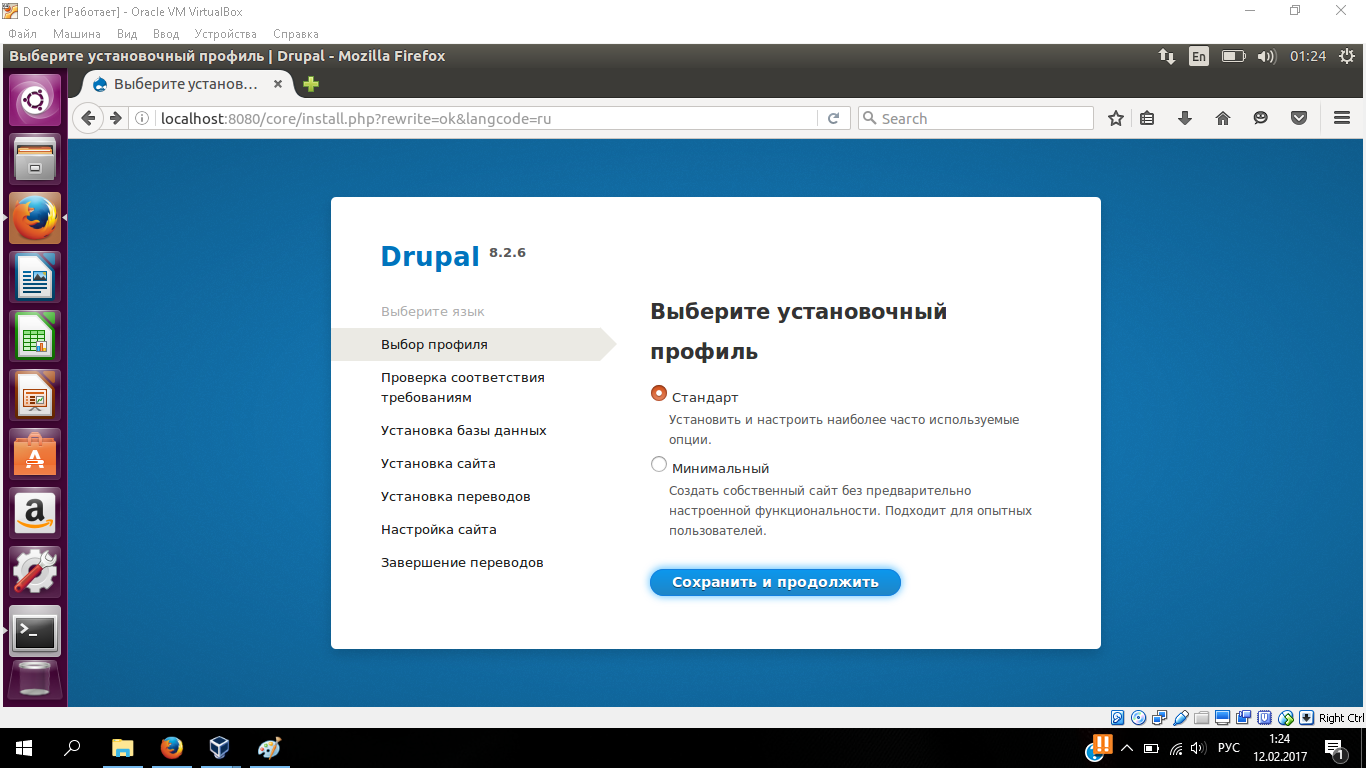 Docker [Работает] - Oracle VM VirtualBox
Файл Машина Вид Ввод Устройства Справка
Выберите установочный профиль | Drupal - Mozilla Firefox
En
01:24
Выберите установ…
localhost:8080/core/install.php?rewrite=ok&langcode=ru
Search
Drupal 8.2.6
Выберите язык
Выбор профиля
Проверка соответствия
требованиям
Установка базы данных
Установка сайта
Установка переводов
Настройка сайта
Завершение переводов
Выберите установочный
профиль
Стандарт
Установить и настроить наиболее часто используемые
опции.
Минимальный
Создать собственный сайт без предварительно
настроенной функциональности. Подходит для опытных
пользователей.
Сохранить и продолжить
Right Ctrl
РУС
1:24
12.02.2017
1